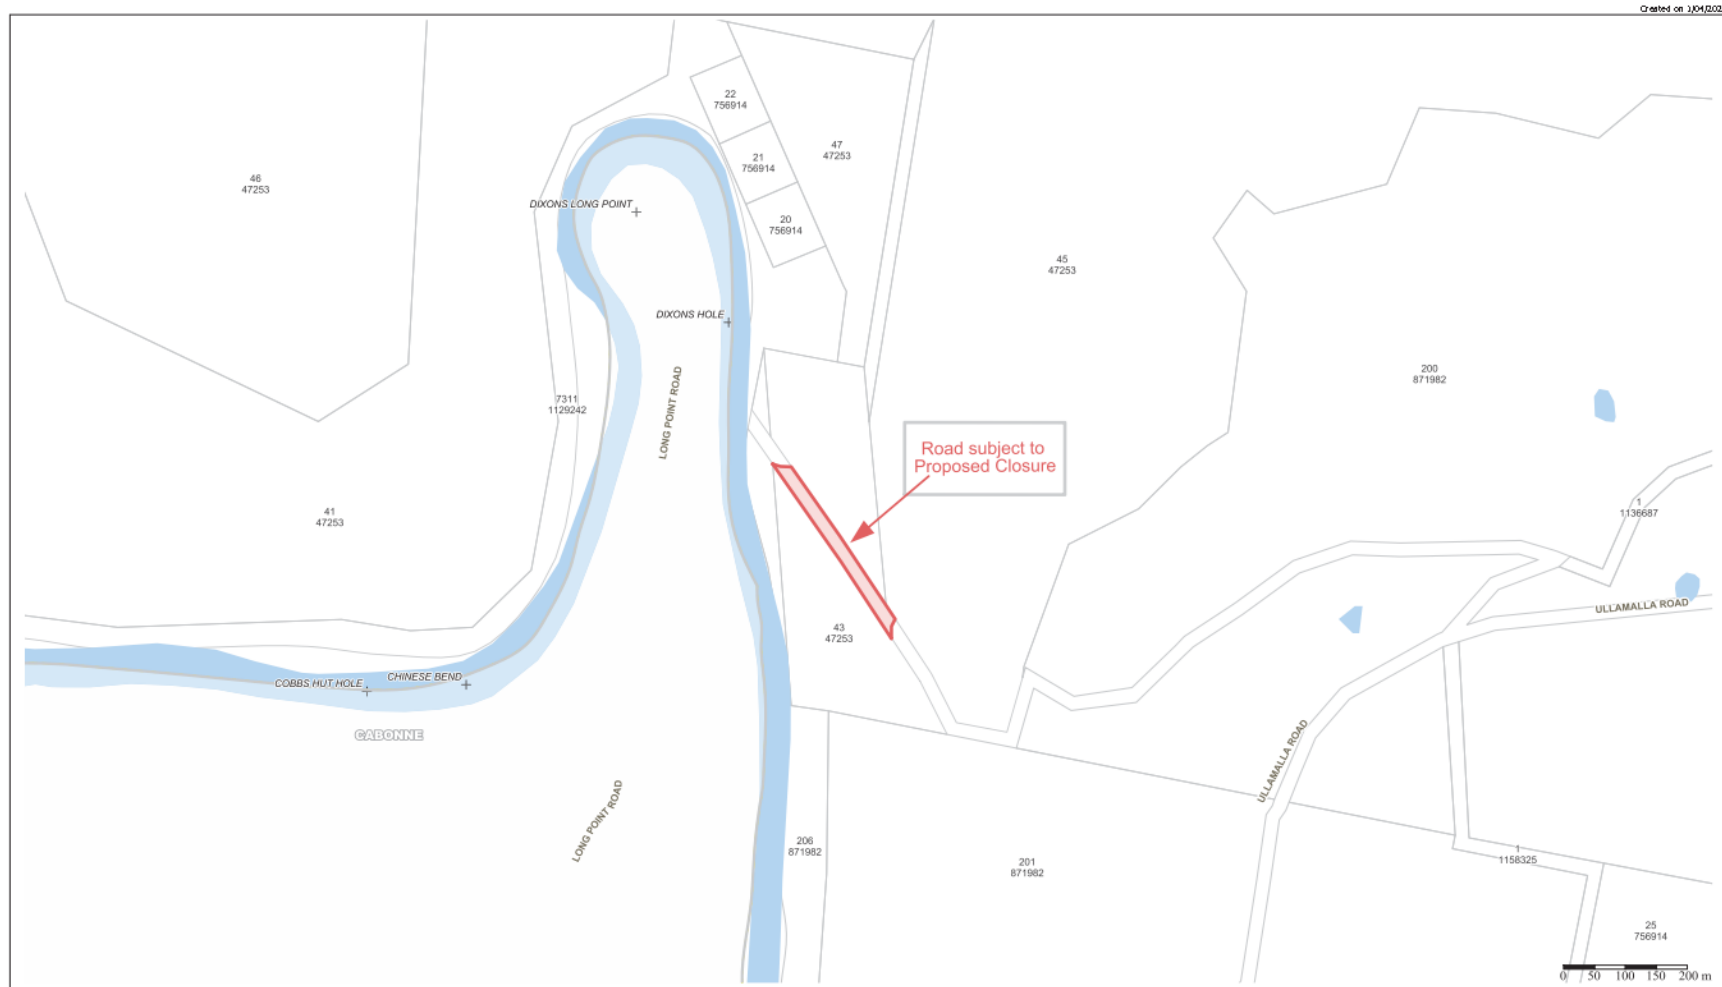 Created on 1/04/202
22
756914
47
47253
21
756914
46
47253
DIXONS LONG POINT
20
756914
45
47253
DIXONS HOLE
200
871982
LONG POINT ROAD
7311
1129242
Road subject to
Proposed Closure
41
47253
1
1136687
ULLAMALLA ROAD
43
47253
COBBS HUT HOLE
CHINESE BEND
CABONNE
ULLAMALLA ROAD
LONG POINT ROAD
206
871982
201
871982
1
1158325
25
756914
0 50 100 150 200 m